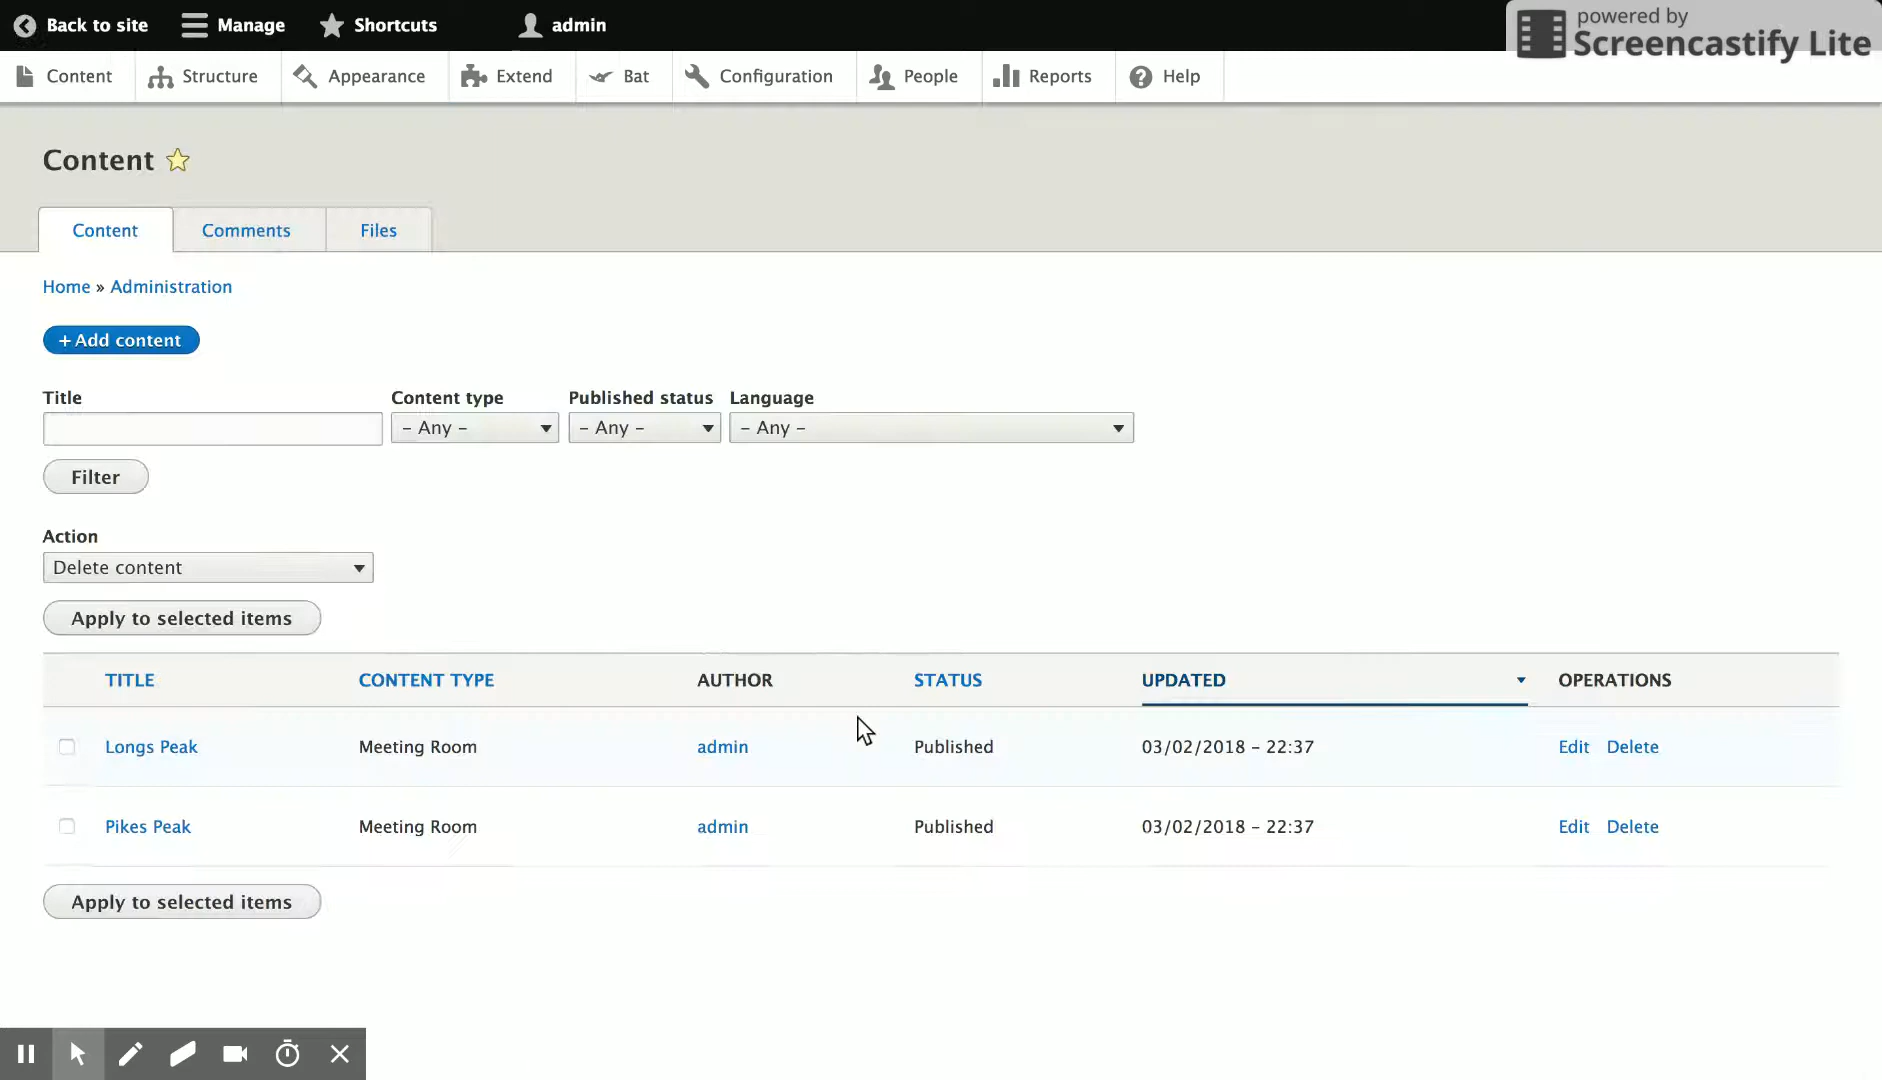 Back to site Manage Shortcuts admin
powered by
Screencastify Lite
Content Structure Appearance Extend Bat Configuration People Reports Help
Content
Content Comments Files
Home » Administration
+ Add content
Title Content type Published status Language
- Any - - Any - - Any -
Filter
Action
Delete content
Apply to selected items
TITLE CONTENT TYPE AUTHOR STATUS UPDATED OPERATIONS
Longs Peak Meeting Room admin Published 03/02/2018 - 22:37 Edit Delete
Pikes Peak Meeting Room admin Published 03/02/2018 - 22:37 Edit Delete
Apply to selected items